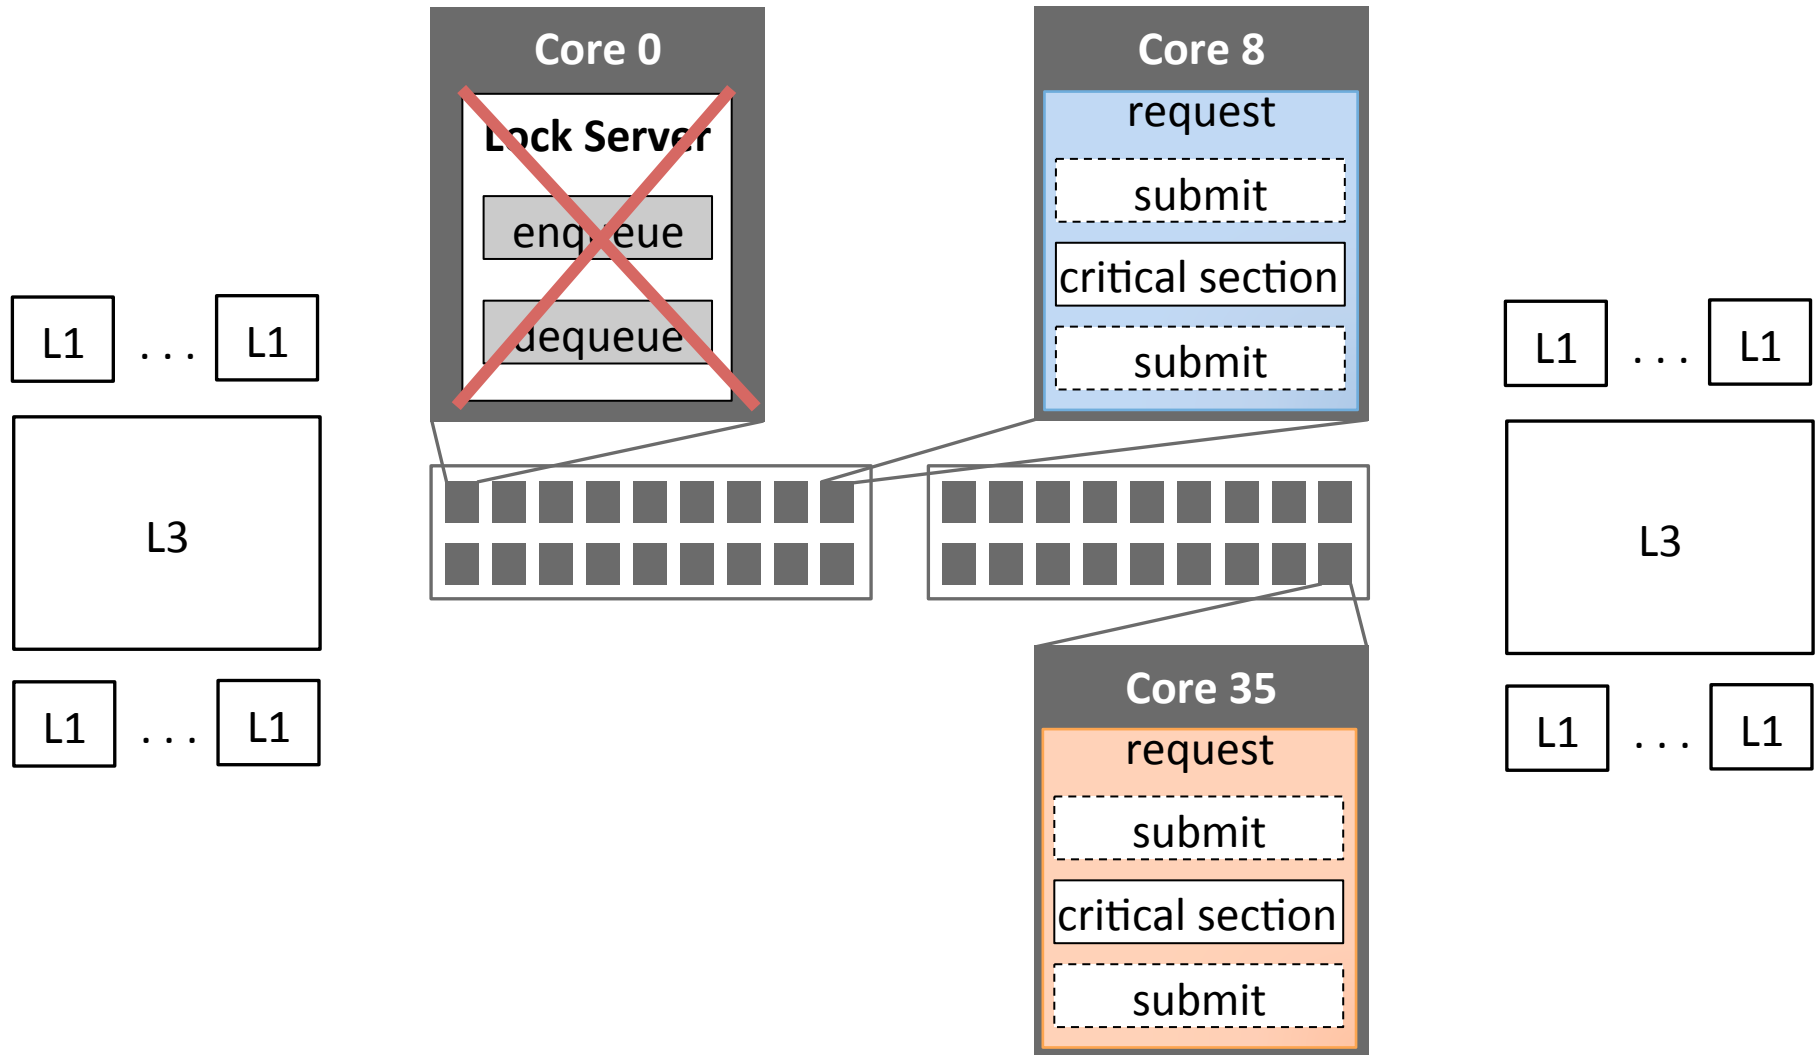 Core 0
Lock Server
enqueue
dequeue
Core 8
request
submit
critical section
submit
L1 . . . L1
L3
L1 . . . L1
L1 . . . L1
L3
L1 . . . L1
Core 35
request
submit
critical section
submit